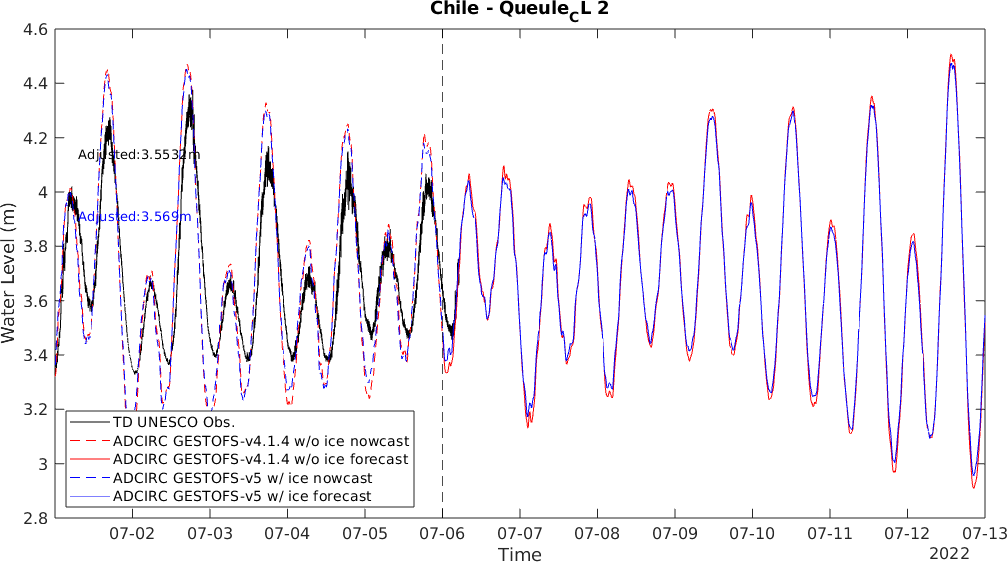 Chile - Queule_CL 2
4.6
4.4
4.2
4
3.8
3.6
3.4
3.2
3
2.8
Water Level (m)
Adjusted:3.5532m
Adjusted:3.569m
TD UNESCO Obs.
ADCIRC GESTOFS-v4.1.4 w/o ice nowcast
ADCIRC GESTOFS-v4.1.4 w/o ice forecast
ADCIRC GESTOFS-v5 w/ ice nowcast
ADCIRC GESTOFS-v5 w/ ice forecast
07-02 07-03 07-04 07-05 07-06 07-07 07-08 07-09 07-10 07-11 07-12 07-13
Time
2022